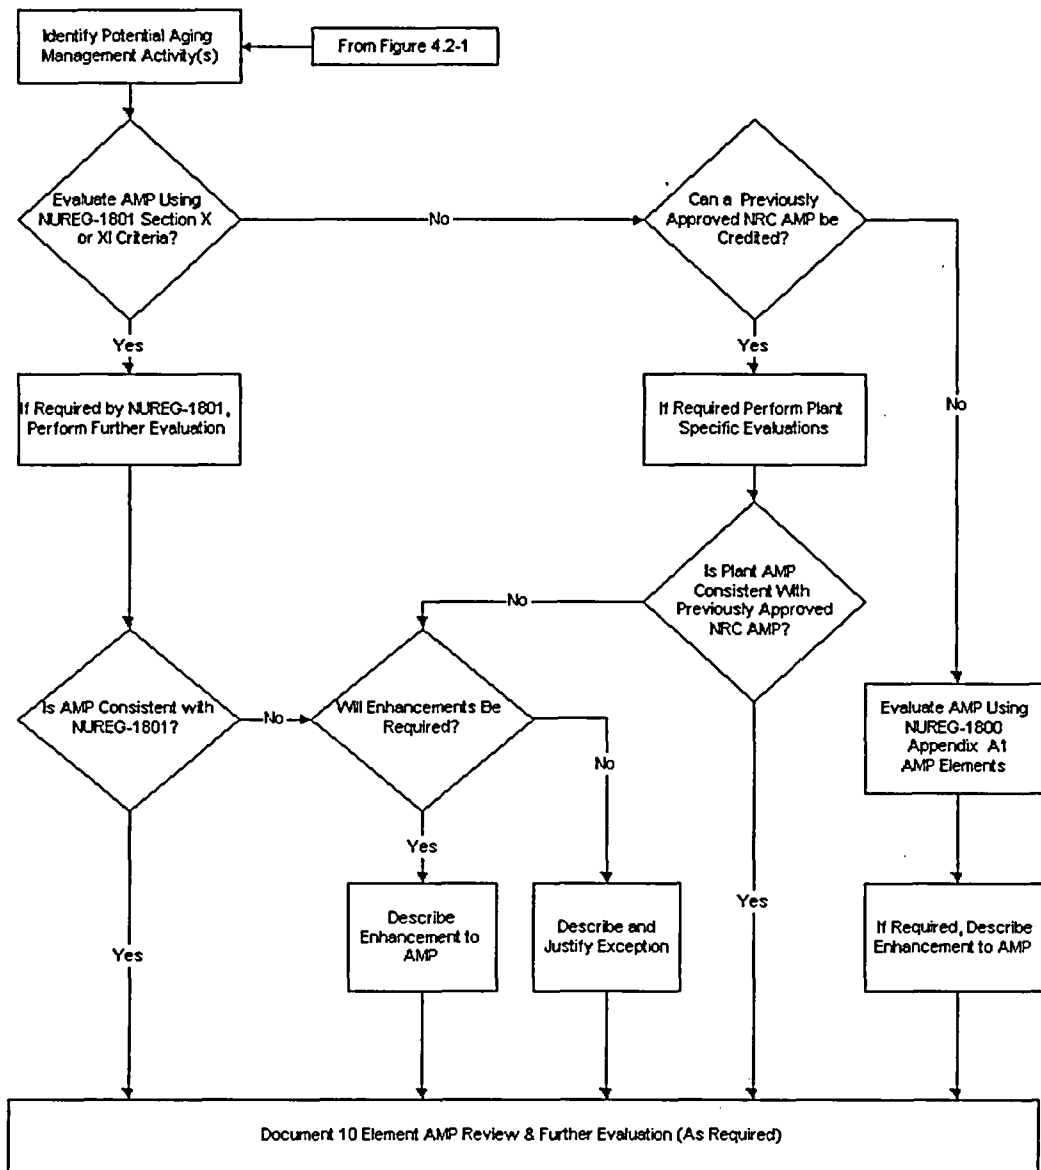 Identify Potential Aging
Management Activity(s)
From Figure 4.2-1
Evaluate AMP Using
NUREG-1801 Section X
or XI Criteria?
No
Can a Previously
Approved NRC AMP be
Credited?
Yes
Yes
No
If Required by NUREG-1801,
Perform Further Evaluation
If Required Perform Plant
Specific Evaluations
Is Plant AMP
Consistent With
Previously Approved
NRC AMP?
No
Is AMP Consistent with
NUREG-1801?
No
Will Enhancements Be
Required?
No
Evaluate AMP Using
NUREG-1800
Appendix A1
AMP Elements
Yes
Yes
Yes
Describe
Enhancement to
AMP
Describe and
Justify Exception
If Required, Describe
Enhancement to AMP
Document 10 Element AMP Review & Further Evaluation (As Required)